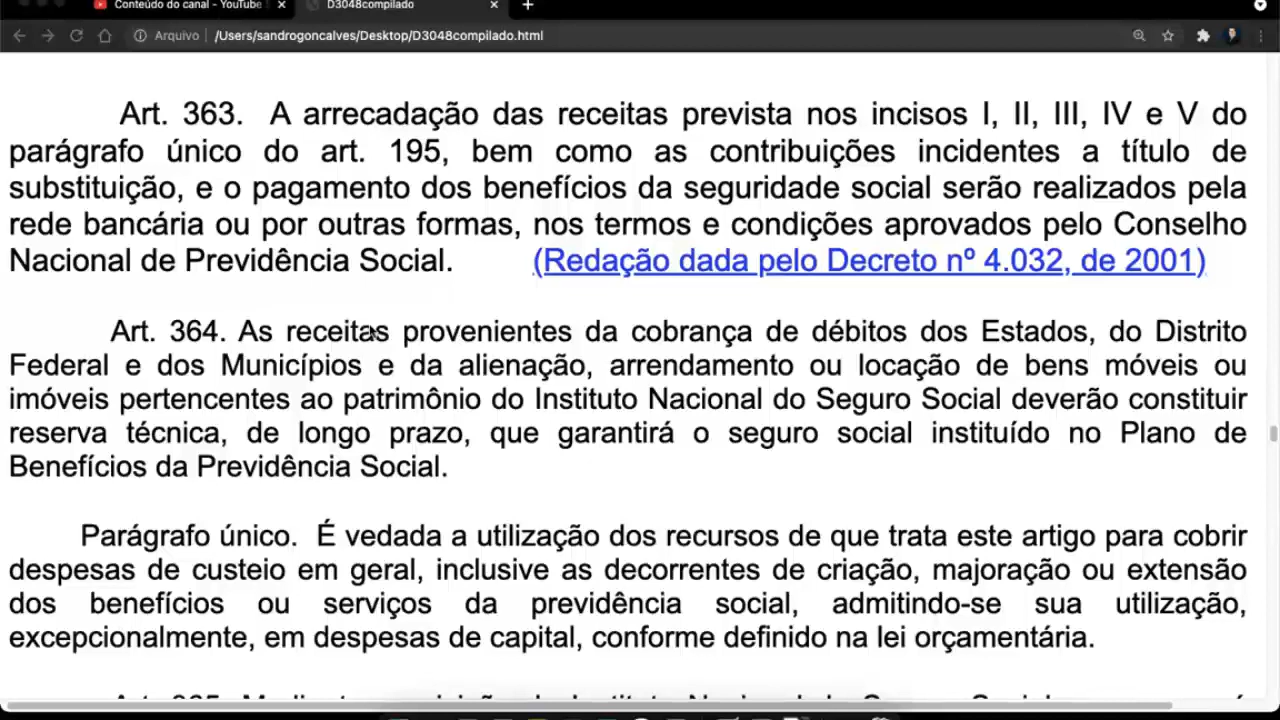 Conteúdo do canal - YouTube
D3048compilado
Arquivo /Users/sandrogoncalves/Desktop/D3048compilado.html
Art. 363. A arrecadação das receitas prevista nos incisos I, II, III, IV e V do
parágrafo único do art. 195, bem como as contribuições incidentes a título de
substituição, e o pagamento dos benefícios da seguridade social serão realizados pela
rede bancária ou por outras formas, nos termos e condições aprovados pelo Conselho
Nacional de Previdência Social. (Redação dada pelo Decreto nº 4.032, de 2001)
Art. 364. As receitas provenientes da cobrança de débitos dos Estados, do Distrito
Federal e dos Municípios e da alienação, arrendamento ou locação de bens móveis ou
imóveis pertencentes ao patrimônio do Instituto Nacional do Seguro Social deverão constituir
reserva técnica, de longo prazo, que garantirá o seguro social instituído no Plano de
Benefícios da Previdência Social.
Parágrafo único. É vedada a utilização dos recursos de que trata este artigo para cobrir
despesas de custeio em geral, inclusive as decorrentes de criação, majoração ou extensão
dos benefícios ou serviços da previdência social, admitindo-se sua utilização,
excepcionalmente, em despesas de capital, conforme definido na lei orçamentária.